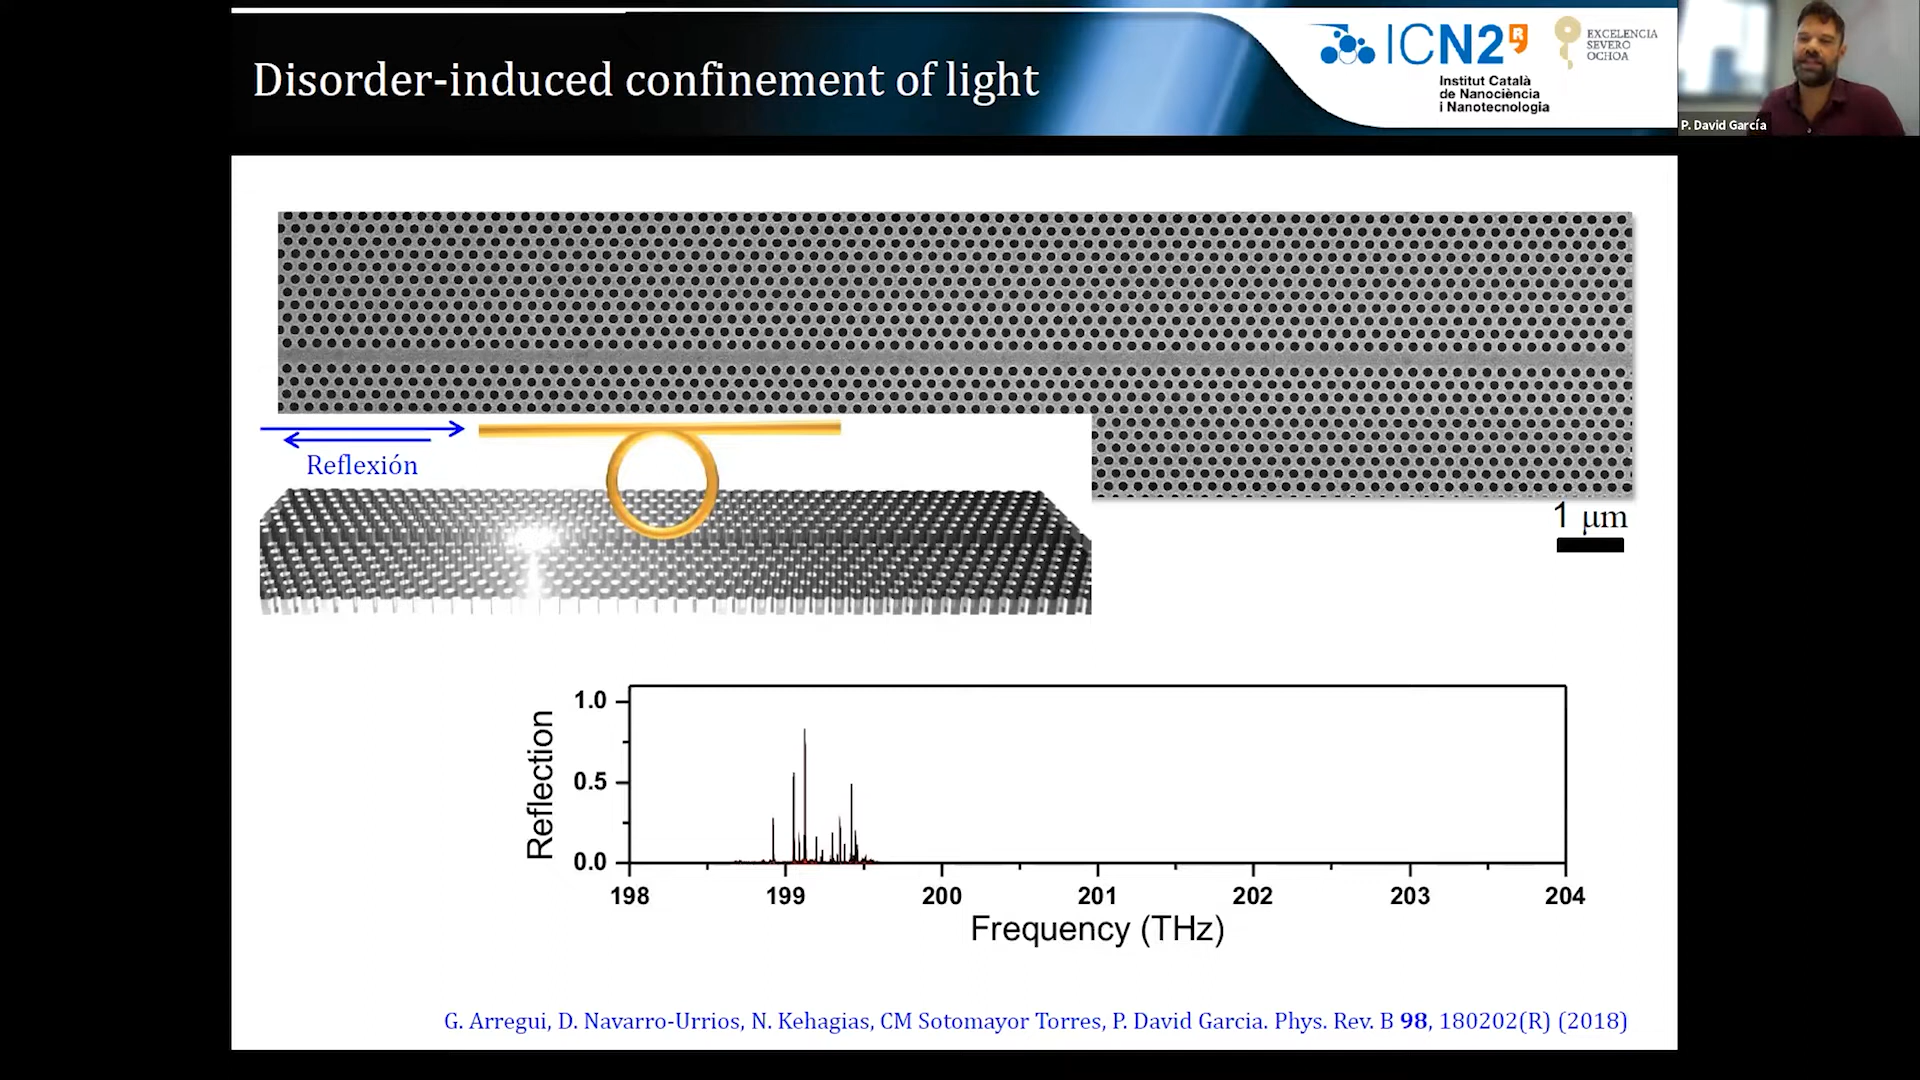 Disorder-induced confinement of light
ICN2
R
Institut Català
de Nanociència
i Nanotecnologia
EXCELENCIA
SEVERO
OCHOA
P. David García
Reflexión
1 μm
Reflection
1.0
0.5
0.0
198 199 200 201 202 203 204
Frequency (THz)
G. Arregui, D. Navarro-Urrios, N. Kehagias, CM Sotomayor Torres, P. David Garcia. Phys. Rev. B 98, 180202(R) (2018)